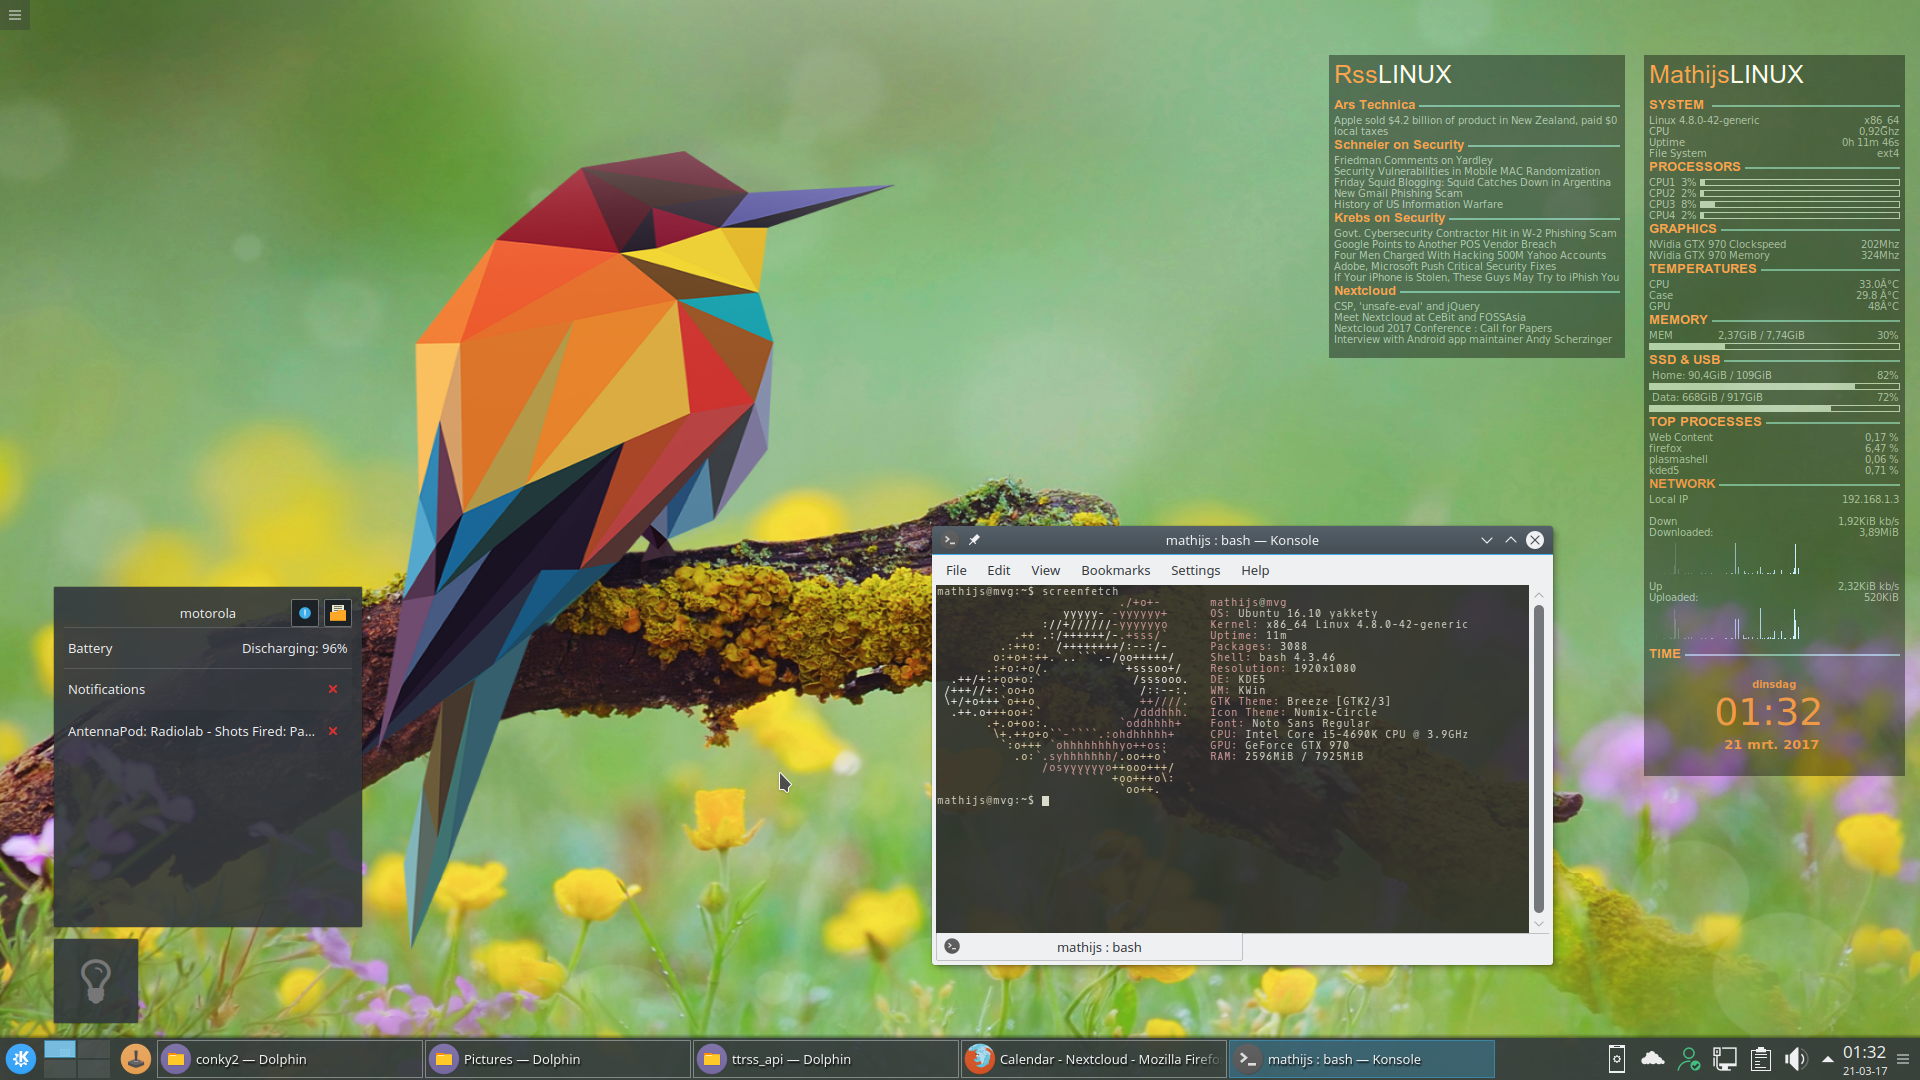 RssLINUX
Ars Technica
Apple sold $4.2 billion of product in New Zealand, paid $0
local taxes
Schneier on Security
Friedman Comments on Yardley
Security Vulnerabilities in Mobile MAC Randomization
Friday Squid Blogging: Squid Catches Down in Argentina
New Gmail Phishing Scam
History of US Information Warfare
Krebs on Security
Govt. Cybersecurity Contractor Hit in W-2 Phishing Scam
Google Points to Another POS Vendor Breach
Four Men Charged With Hacking 500M Yahoo Accounts
Adobe, Microsoft Push Critical Security Fixes
If Your iPhone is Stolen, These Guys May Try to iPhish You
Nextcloud
CSP, 'unsafe-eval' and jQuery
Meet Nextcloud at CeBit and FOSSAsia
Nextcloud 2017 Conference : Call for Papers
Interview with Android app maintainer Andy Scherzinger
MathijsLINUX
SYSTEM
Linux 4.8.0-42-generic x86_64
CPU 0,92Ghz
Uptime 0h 11m 46s
File System ext4
PROCESSORS
CPU1 3%
CPU2 2%
CPU3 8%
CPU4 2%
GRAPHICS
NVidia GTX 970 Clockspeed 202Mhz
NVidia GTX 970 Memory 324Mhz
TEMPERATURES
CPU 33.0Â°C
Case 29.8 Â°C
GPU 48Â°C
MEMORY
MEM 2,37GiB / 7,74GiB 30%
SSD & USB
Home: 90,4GiB / 109GiB 82%
Data: 668GiB / 917GiB 72%
TOP PROCESSES
Web Content 0,17 %
firefox 6,47 %
plasmashell 0,06 %
kded5 0,71 %
NETWORK
Local IP 192.168.1.3
Down 1,92KiB kb/s
Downloaded: 3,89MiB
Up 2,32KiB kb/s
Uploaded: 520KiB
TIME
dinsdag
01:32
21 mrt. 2017
motorola
Battery Discharging: 96%
Notifications
AntennaPod: Radiolab - Shots Fired: Pa...
mathijs : bash — Konsole
File Edit View Bookmarks Settings Help
mathijs@mvg:~$ screenfetch
mathijs@mvg
OS: Ubuntu 16.10 yakkety
Kernel: x86_64 Linux 4.8.0-42-generic
Uptime: 11m
Packages: 3088
Shell: bash 4.3.46
Resolution: 1920x1080
DE: KDE5
WM: KWin
GTK Theme: Breeze [GTK2/3]
Icon Theme: Numix-Circle
Font: Noto Sans Regular
CPU: Intel Core i5-4690K CPU @ 3.9GHz
GPU: GeForce GTX 970
RAM: 2596MiB / 7925MiB
mathijs@mvg:~$
mathijs : bash
conky2 — Dolphin
Pictures — Dolphin
ttrss_api — Dolphin
Calendar - Nextcloud - Mozilla Firefo
mathijs : bash — Konsole
01:32
21-03-17